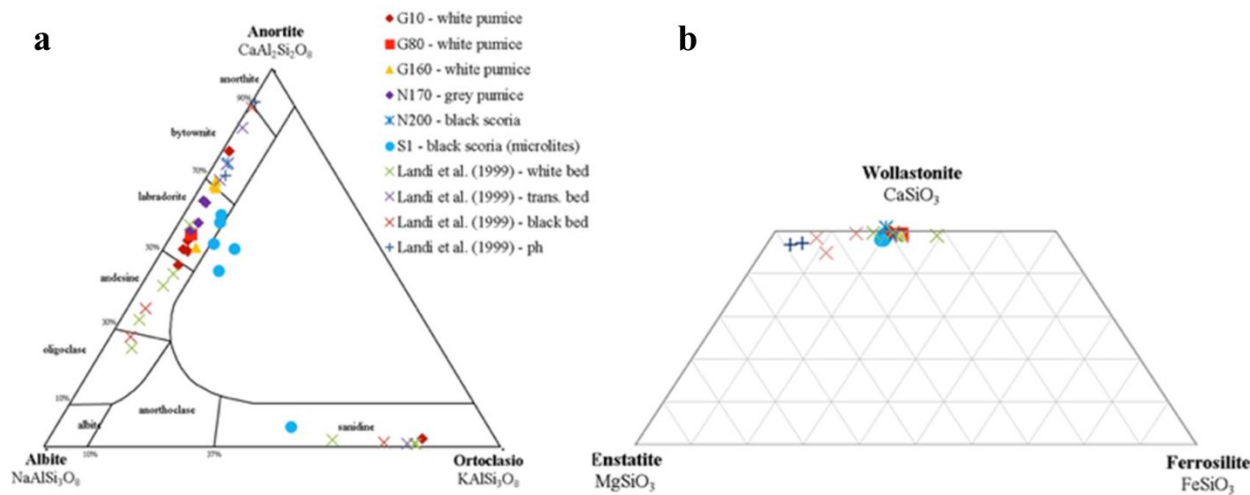 a
Anortite
CaAl₂Si₂O₈
anorthite
90%
bytownite
70%
labradorite
50%
andesine
30%
oligoclase
10%
albite
anorthoclase
sanidine
10%
37%
Albite
NaAlSi₃O₈
Ortoclasio
KAlSi₃O₈
G10 - white pumice
G80 - white pumice
G160 - white pumice
N170 - grey pumice
N200 - black scoria
S1 - black scoria (microlites)
Landi et al. (1999) - white bed
Landi et al. (1999) - trans. bed
Landi et al. (1999) - black bed
Landi et al. (1999) - ph
b
Wollastonite
CaSiO₃
Enstatite
MgSiO₃
Ferrosilite
FeSiO₃